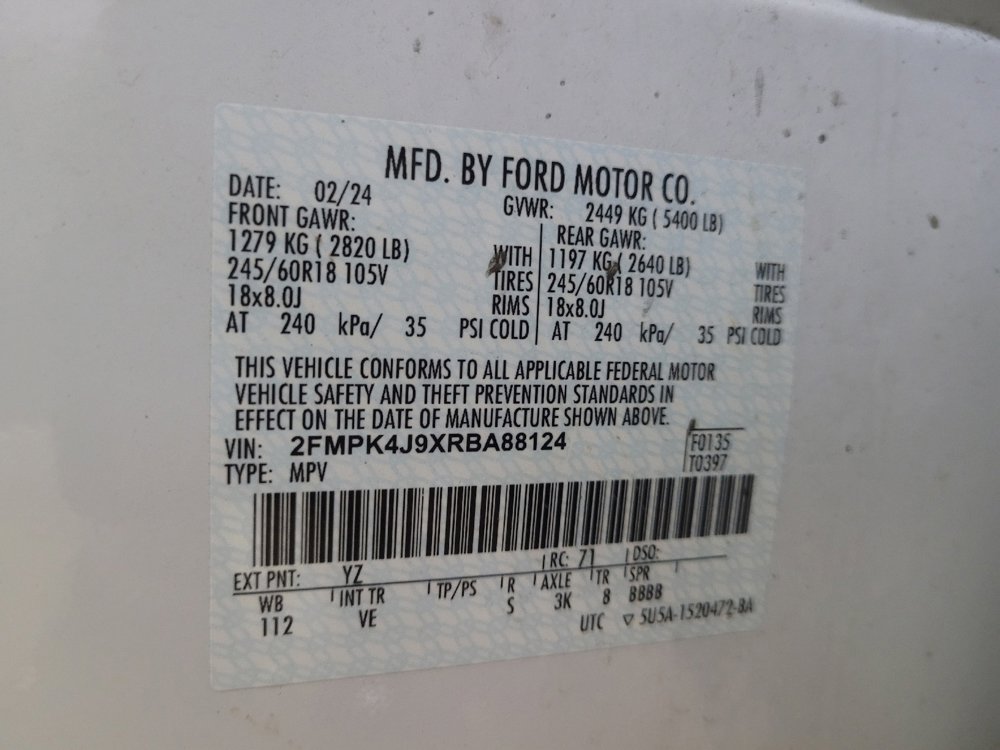 MFD. BY FORD MOTOR CO.
DATE: 02/24 GVWR: 2449 KG ( 5400 LB)
FRONT GAWR: REAR GAWR:
1279 KG ( 2820 LB) WITH 1197 KG ( 2640 LB) WITH
245/60R18 105V TIRES 245/60R18 105V TIRES
18x8.0J RIMS 18x8.0J RIMS
AT 240 kPa/ 35 PSI COLD AT 240 kPa/ 35 PSI COLD
THIS VEHICLE CONFORMS TO ALL APPLICABLE FEDERAL MOTOR
VEHICLE SAFETY AND THEFT PREVENTION STANDARDS IN
EFFECT ON THE DATE OF MANUFACTURE SHOWN ABOVE.
VIN: 2FMPK4J9XRBA88124 F0135
TYPE: MPV T0397
EXT PNT: YZ RC: 71 DSO:
WB INT TR TP/PS R AXLE TR SPR
112 VE S 3K 8 BBBB
UTC ▽ 5U5A-1520472-BA